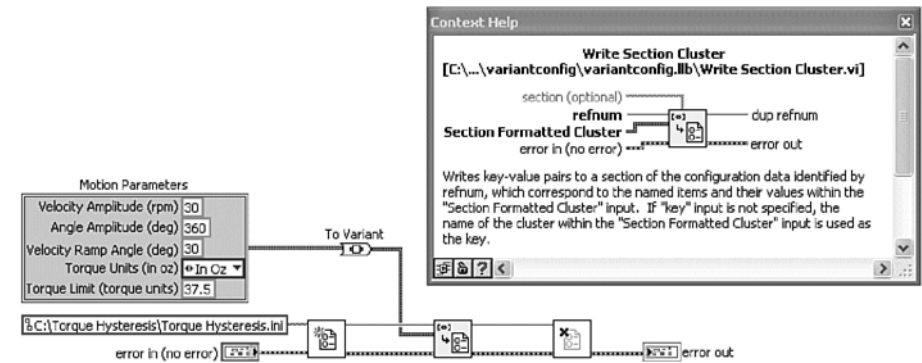 Context Help
Write Section Cluster
[C:\...\variantconfig\variantconfig.llb\Write Section Cluster.vi]
section (optional)
refnum
dup refnum
Section Formatted Cluster
error in (no error)
error out
Writes key-value pairs to a section of the configuration data identified by
refnum, which correspond to the named items and their values within the
"Section Formatted Cluster" input. If "key" input is not specified, the
name of the cluster within the "Section Formatted Cluster" input is used as
the key.
Motion Parameters
Velocity Amplitude (rpm) 30
Angle Amplitude (deg) 360
Velocity Ramp Angle (deg) 30
Torque Units (in oz) In Oz
Torque Limit (torque units) 37.5
To Variant
C:\Torque Hysteresis\Torque Hysteresis.ini
error in (no error)
error out